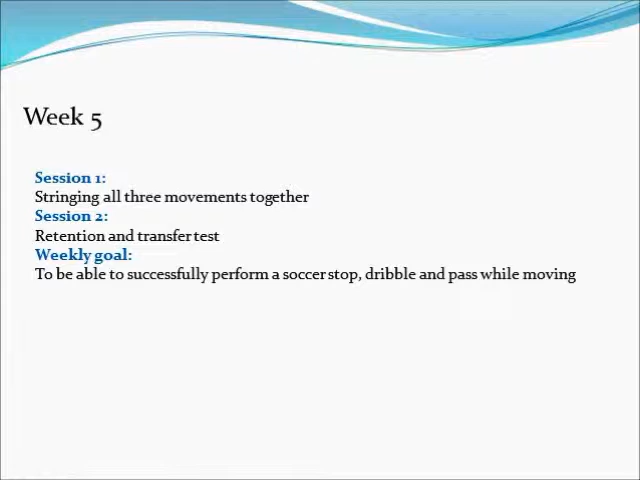 Week 5
Session 1:
Stringing all three movements together
Session 2:
Retention and transfer test
Weekly goal:
To be able to successfully perform a soccer stop, dribble and pass while moving